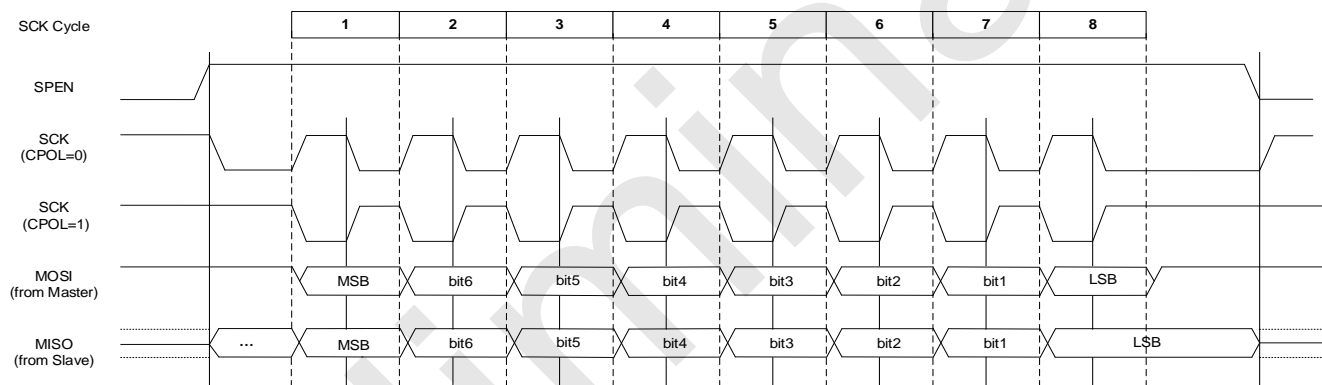 SCK Cycle 1 2 3 4 5 6 7 8
SPEN
SCK
(CPOL=0)
SCK
(CPOL=1)
MOSI
(from Master)
MSB bit6 bit5 bit4 bit3 bit2 bit1 LSB
MISO
(from Slave)
... MSB bit6 bit5 bit4 bit3 bit2 bit1 LSB